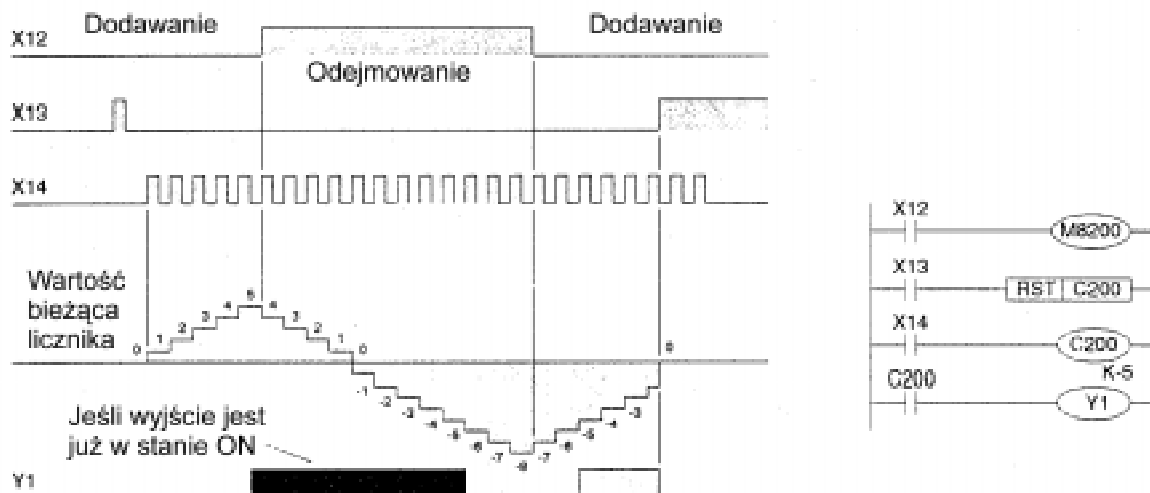 Dodawanie
Dodawanie
X12
Odejmowanie
X13
X14
Wartość
bieżąca
licznika
0
1
2
3
4
5
4
3
2
1
0
-1
-2
-3
-4
-5
-6
-7
-8
-7
-6
-5
-4
-3
Jeśli wyjście jest
już w stanie ON
Y1
X12
M8200
X13
RST C200
X14
C200
K-5
C200
Y1